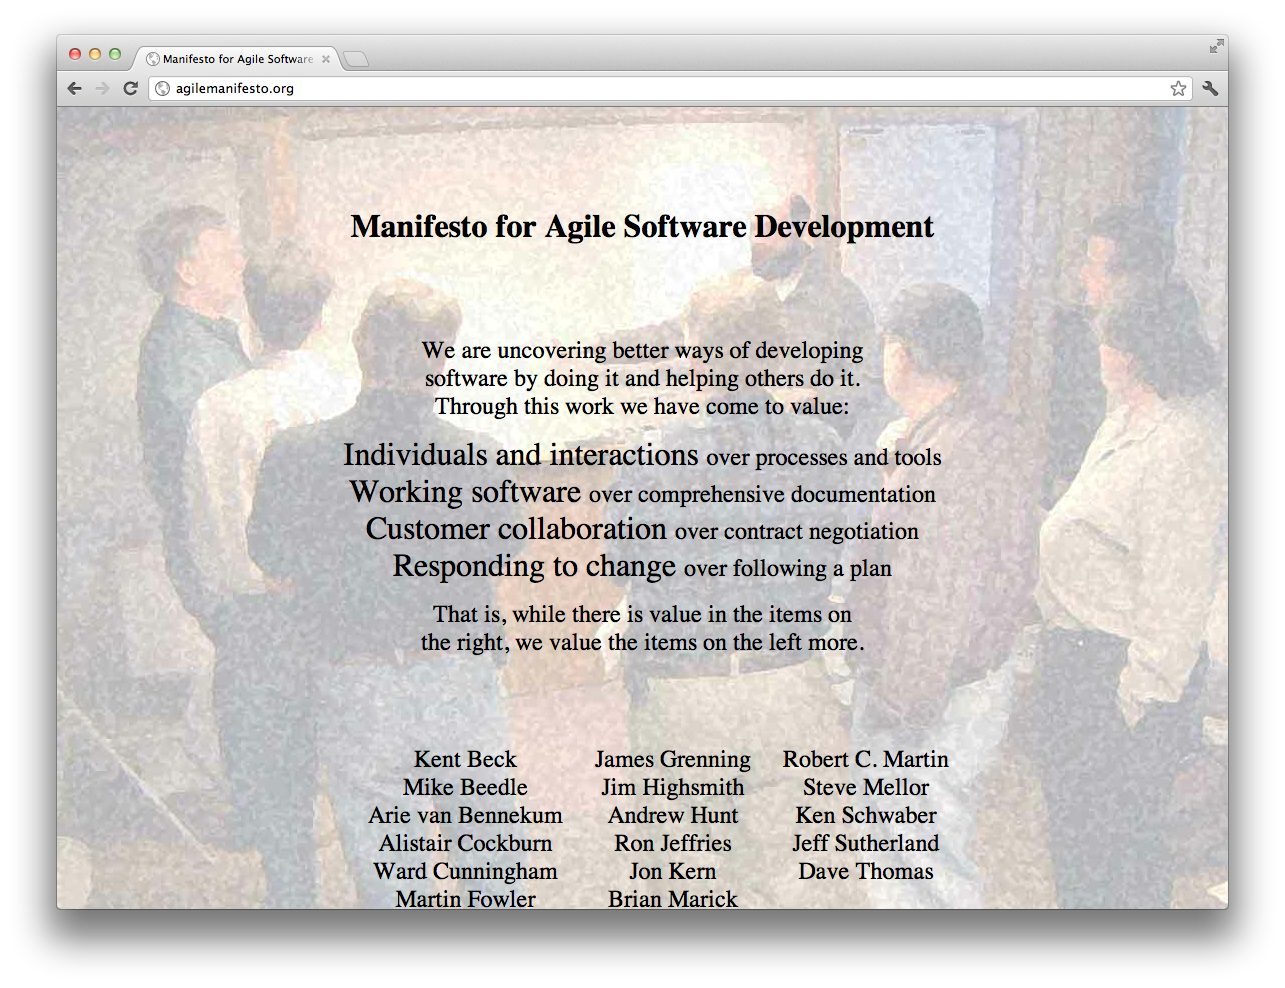 Manifesto for Agile Software
agilemanifesto.org
Manifesto for Agile Software Development
We are uncovering better ways of developing
software by doing it and helping others do it.
Through this work we have come to value:
Individuals and interactions over processes and tools
Working software over comprehensive documentation
Customer collaboration over contract negotiation
Responding to change over following a plan
That is, while there is value in the items on
the right, we value the items on the left more.
Kent Beck
Mike Beedle
Arie van Bennekum
Alistair Cockburn
Ward Cunningham
Martin Fowler
James Grenning
Jim Highsmith
Andrew Hunt
Ron Jeffries
Jon Kern
Brian Marick
Robert C. Martin
Steve Mellor
Ken Schwaber
Jeff Sutherland
Dave Thomas